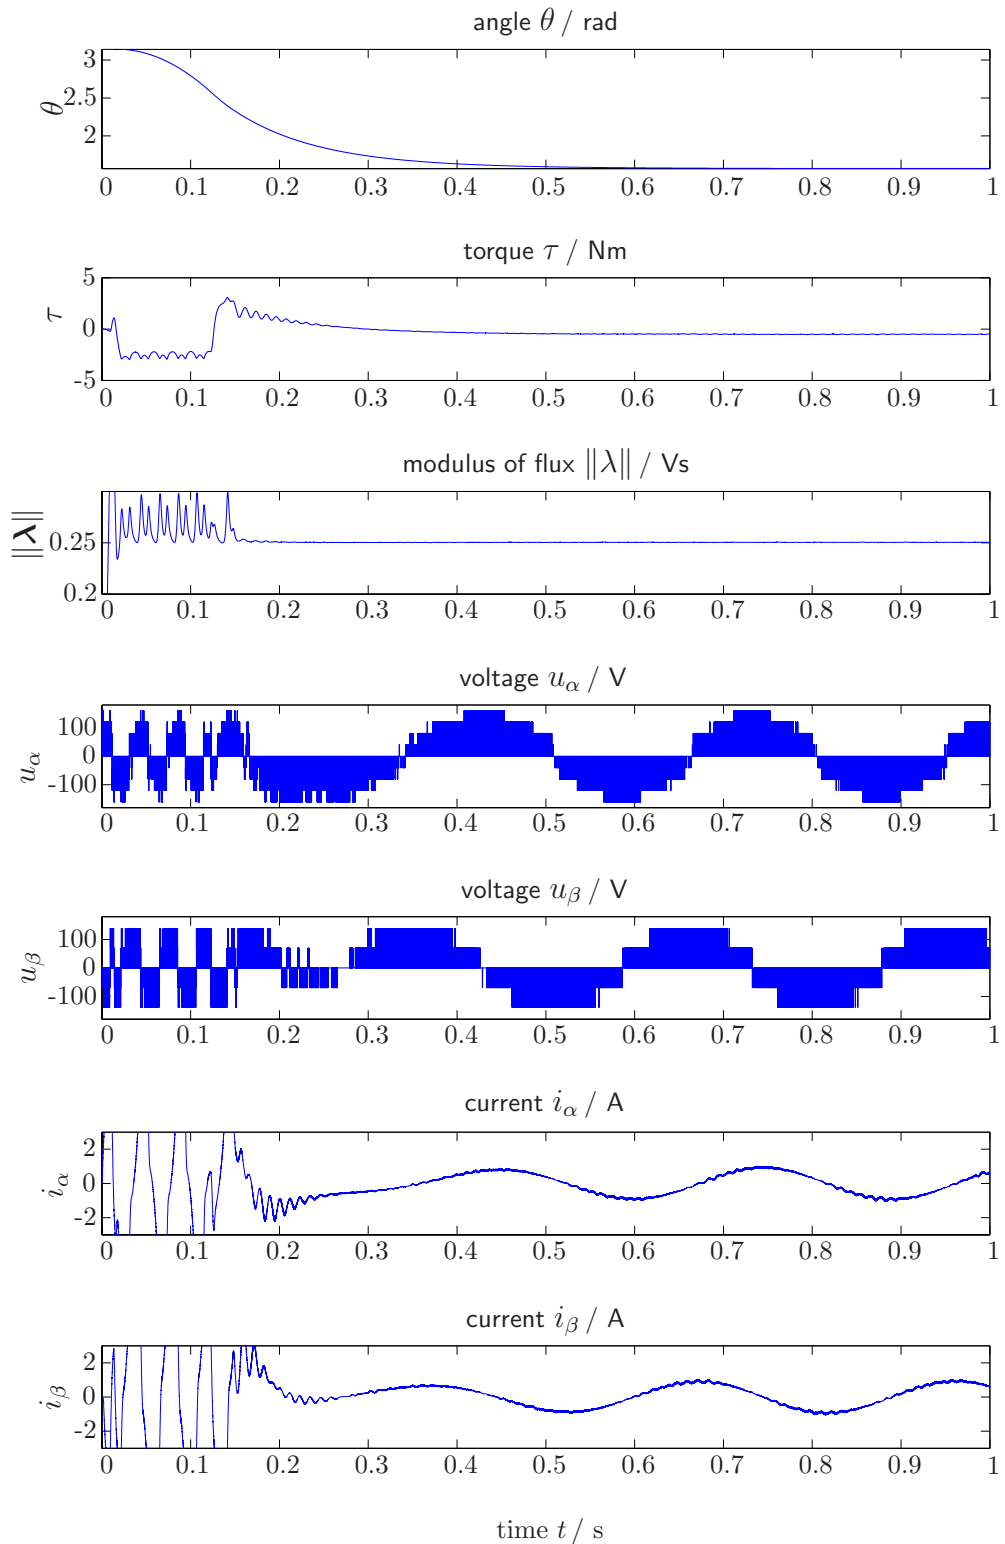 angle θ / rad
3
2.5
2
θ
0 0.1 0.2 0.3 0.4 0.5 0.6 0.7 0.8 0.9 1
torque τ / Nm
5
0
-5
τ
0 0.1 0.2 0.3 0.4 0.5 0.6 0.7 0.8 0.9 1
modulus of flux ‖λ‖ / Vs
0.25
0.2
‖λ‖
0 0.1 0.2 0.3 0.4 0.5 0.6 0.7 0.8 0.9 1
voltage u_α / V
100
0
-100
u_α
0 0.1 0.2 0.3 0.4 0.5 0.6 0.7 0.8 0.9 1
voltage u_β / V
100
0
-100
u_β
0 0.1 0.2 0.3 0.4 0.5 0.6 0.7 0.8 0.9 1
current i_α / A
2
0
-2
i_α
0 0.1 0.2 0.3 0.4 0.5 0.6 0.7 0.8 0.9 1
current i_β / A
2
0
-2
i_β
0 0.1 0.2 0.3 0.4 0.5 0.6 0.7 0.8 0.9 1
time t / s